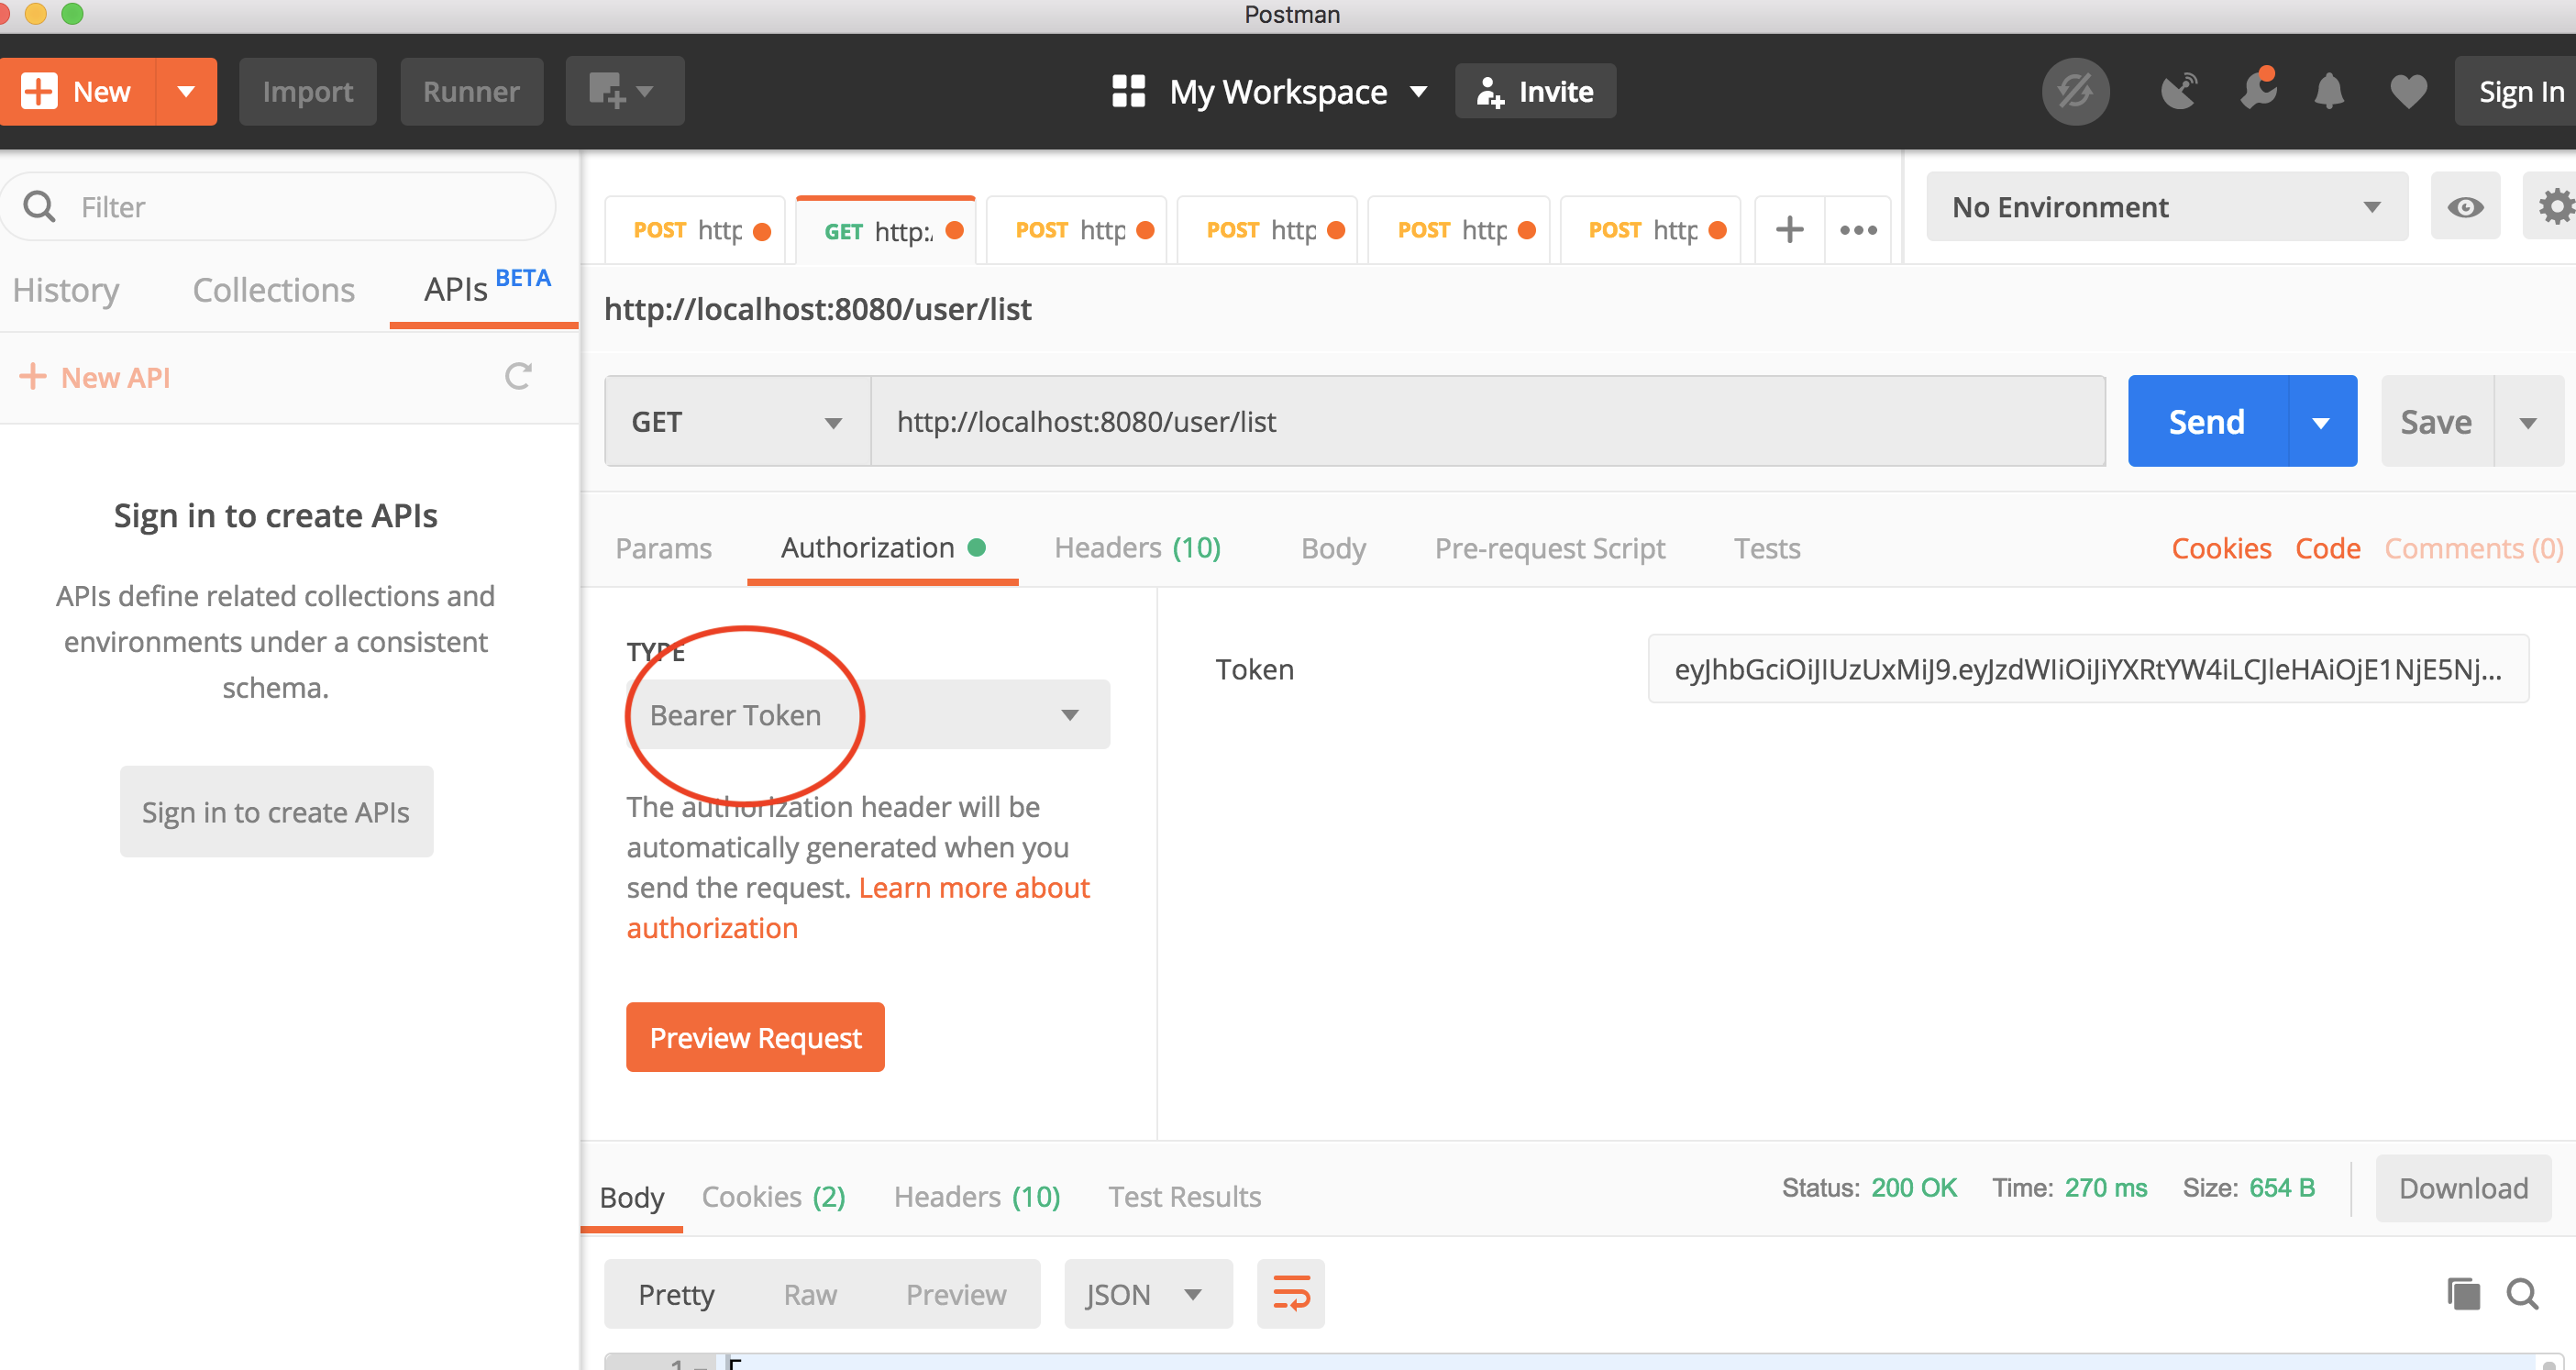 Postman
New
Import
Runner
My Workspace
Invite
Sign In
Filter
POST http
GET http:/
POST http
POST http
POST http
POST http
No Environment
History
Collections
APIs BETA
http://localhost:8080/user/list
New API
GET
http://localhost:8080/user/list
Send
Save
Sign in to create APIs
APIs define related collections and
environments under a consistent
schema.
Sign in to create APIs
Params
Authorization
Headers (10)
Body
Pre-request Script
Tests
Cookies
Code
Comments (0)
TYPE
Bearer Token
The authorization header will be
automatically generated when you
send the request. Learn more about
authorization
Preview Request
Token
eyJhbGciOiJIUzUxMiJ9.eyJzdWIiOiJiYXRtYW4iLCJleHAiOjE1NjE5Nj...
Body
Cookies (2)
Headers (10)
Test Results
Status: 200 OK
Time: 270 ms
Size: 654 B
Download
Pretty
Raw
Preview
JSON
1
[